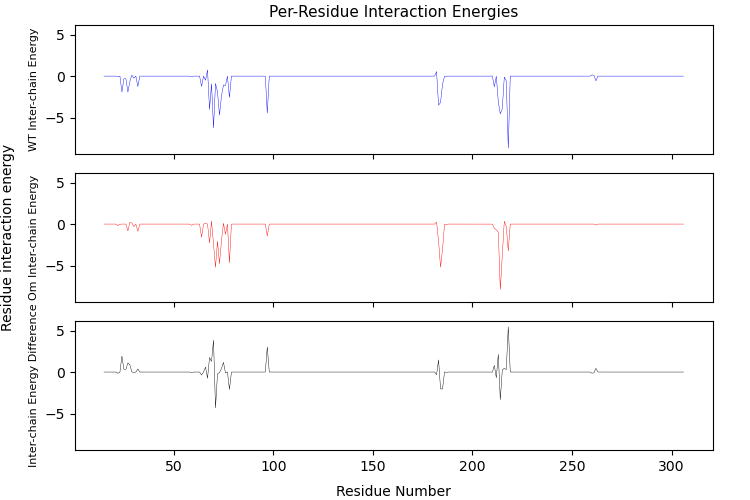 Per-Residue Interaction Energies
Residue interaction energy
WT Inter-chain Energy
5
0
−5
Om Inter-chain Energy
5
0
−5
Inter-chain Energy Difference
5
0
−5
50
100
150
200
250
300
Residue Number